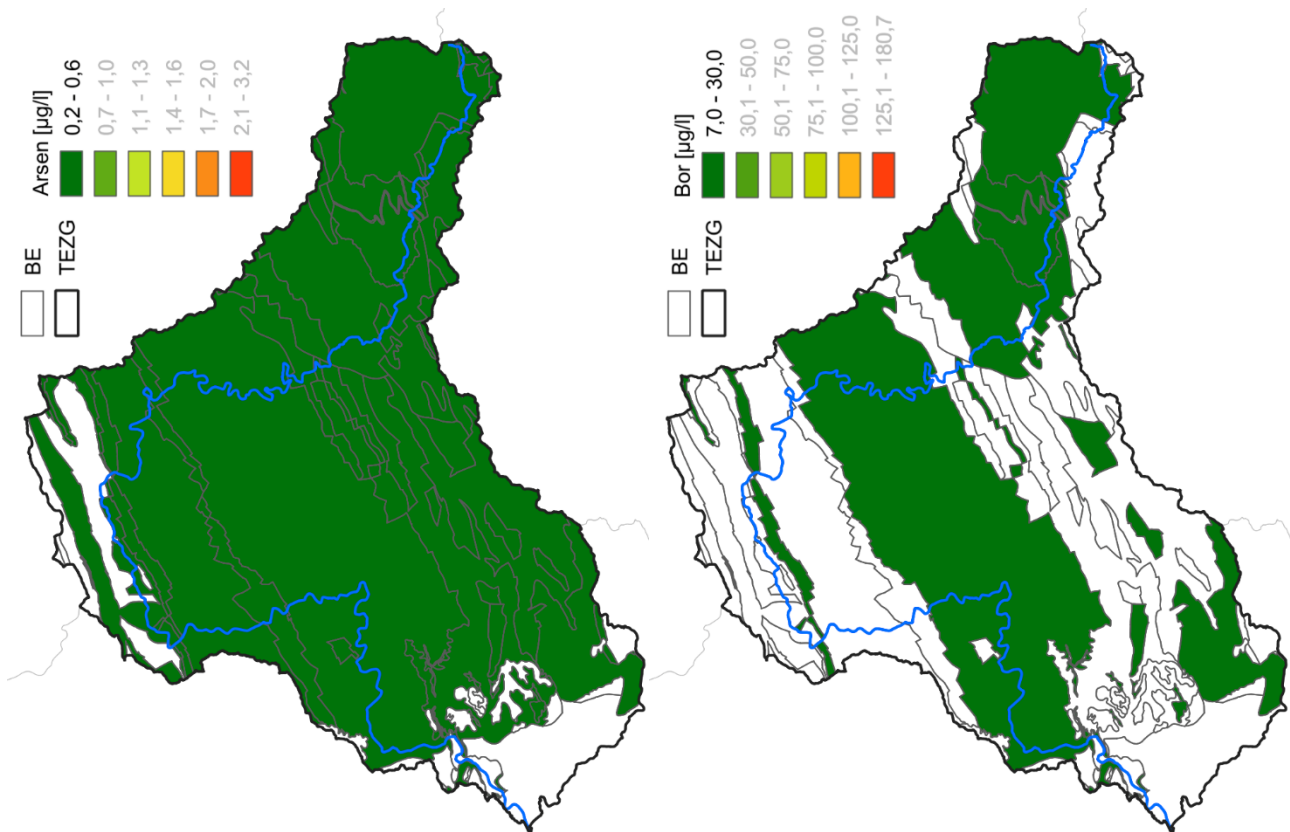 BE
TEZG
Arsen [µg/l]
0,2 - 0,6
0,7 - 1,0
1,1 - 1,3
1,4 - 1,6
1,7 - 2,0
2,1 - 3,2
BE
TEZG
Bor [µg/l]
7,0 - 30,0
30,1 - 50,0
50,1 - 75,0
75,1 - 100,0
100,1 - 125,0
125,1 - 180,7